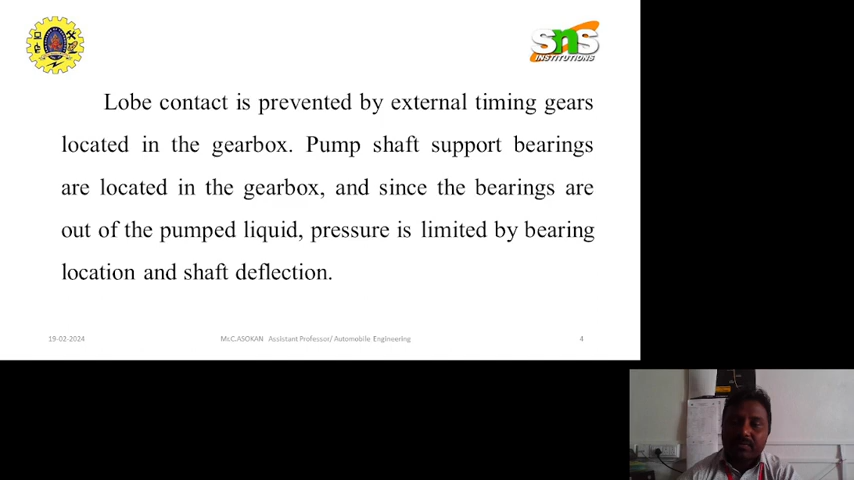 SNS
INSTITUTIONS
Lobe contact is prevented by external timing gears
located in the gearbox. Pump shaft support bearings
are located in the gearbox, and since the bearings are
out of the pumped liquid, pressure is limited by bearing
location and shaft deflection.
19-02-2024
Mr.C.ASOKAN Assistant Professor/ Automobile Engineering
4